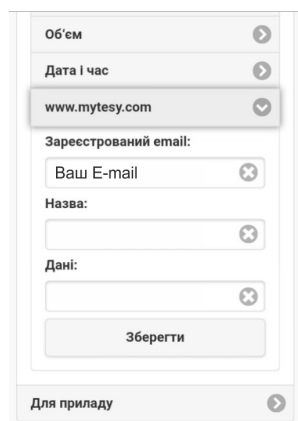 Об'єм
Дата і час
www.mytesy.com
Зареєстрований email:
Ваш E-mail
Назва:
Дані:
Зберегти
Для приладу